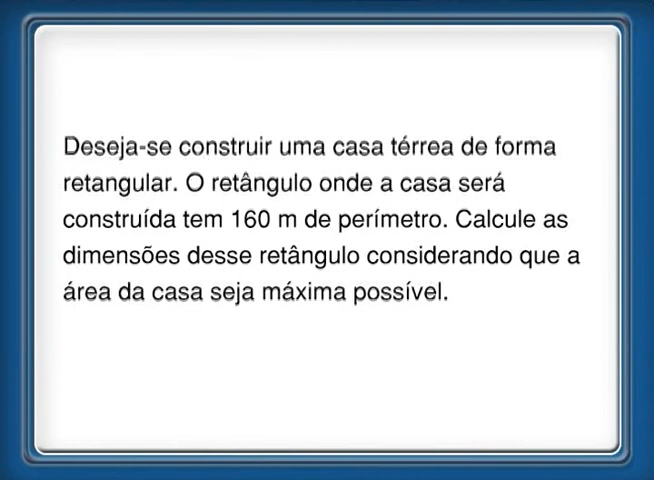 Deseja-se construir uma casa térrea de forma
retangular. O retângulo onde a casa será
construída tem 160 m de perímetro. Calcule as
dimensões desse retângulo considerando que a
área da casa seja máxima possível.